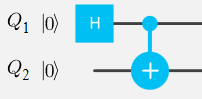 Q₁ |0⟩ H
Q₂ |0⟩